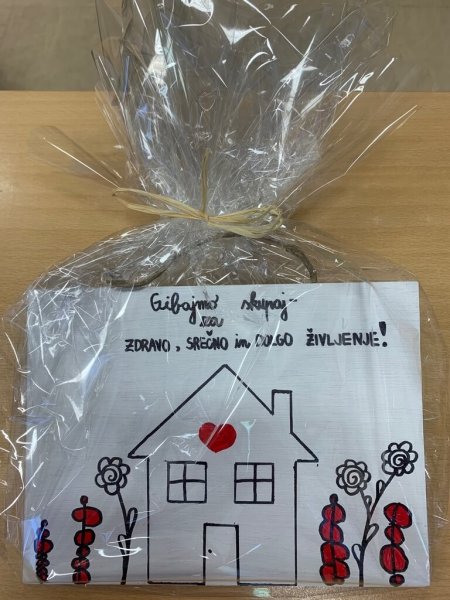 Gibajmo skupaj -
za
ZDRAVO, SREČNO in DOLGO ŽIVLJENJE!